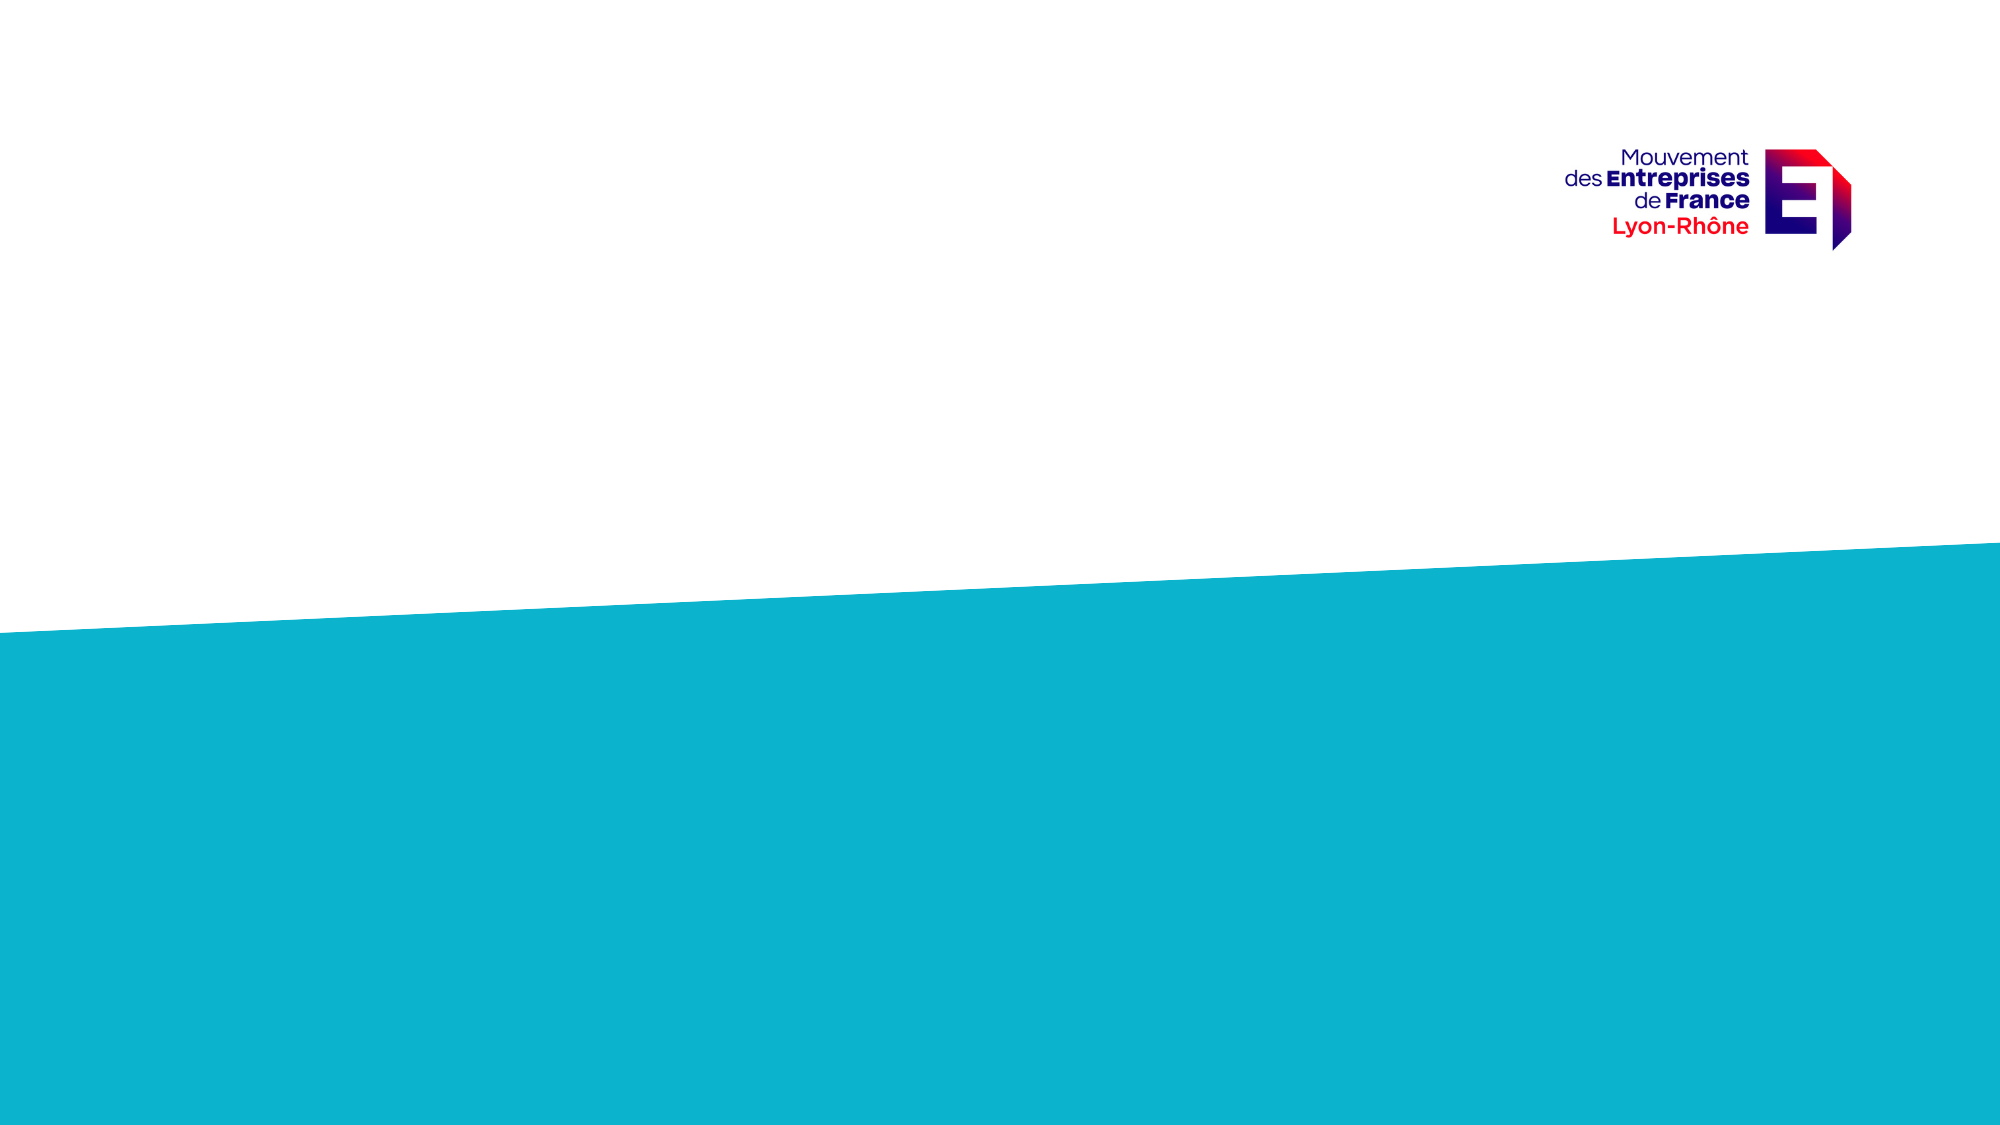 Mouvement
des Entreprises
de France
Lyon-Rhône